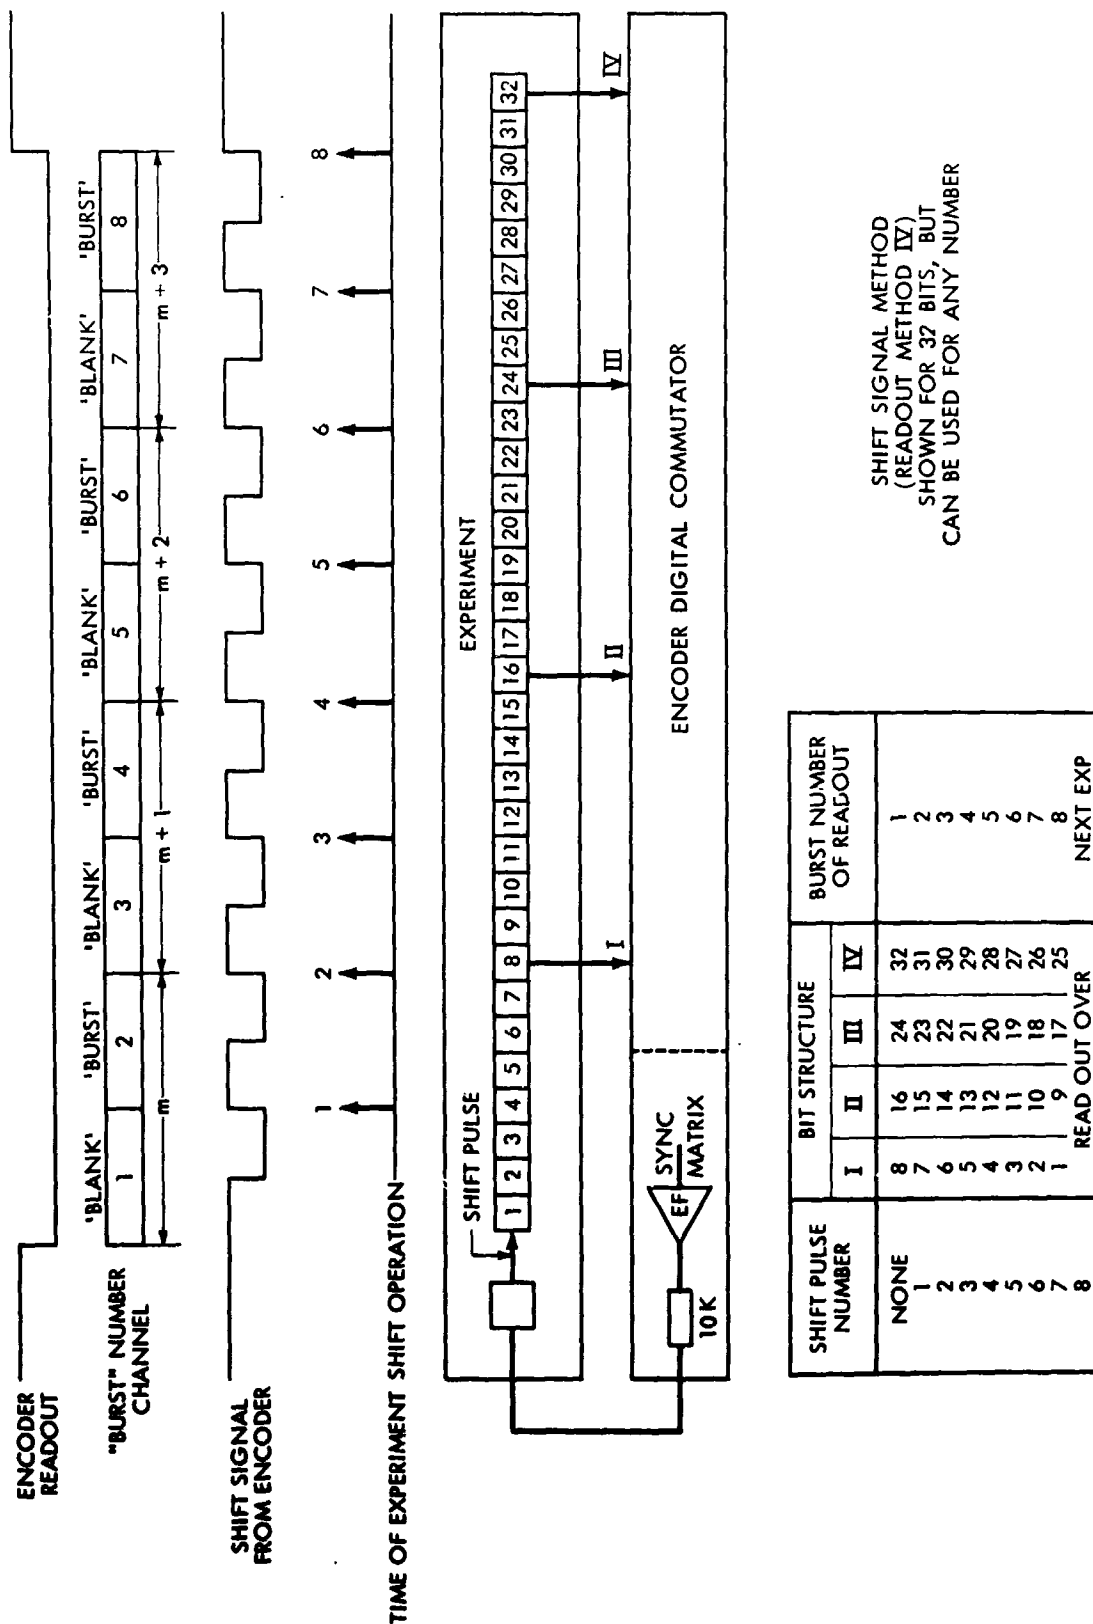 ENCODER
READOUT
'BLANK' 'BURST' 'BLANK' 'BURST' 'BLANK' 'BURST' 'BLANK' 'BURST'
"BURST" NUMBER
CHANNEL
1 2 3 4 5 6 7 8
m m + 1 m + 2 m + 3
SHIFT SIGNAL
FROM ENCODER
1 2 3 4 5 6 7 8
TIME OF EXPERIMENT SHIFT OPERATION
SHIFT PULSE
EXPERIMENT
1 2 3 4 5 6 7 8 9 10 11 12 13 14 15 16 17 18 19 20 21 22 23 24 25 26 27 28 29 30 31 32
I II III IV
EF
SYNC
MATRIX
10K
ENCODER DIGITAL COMMUTATOR
SHIFT PULSE
NUMBER
BIT STRUCTURE
BURST NUMBER
OF READOUT
I II III IV
NONE 8 16 24 32 1
1 7 15 23 31 2
2 6 14 22 30 3
3 5 13 21 29 4
4 4 12 20 28 5
5 3 11 19 27 6
6 2 10 18 26 7
7 1 9 17 25 8
8 READ OUT OVER NEXT EXP
SHIFT SIGNAL METHOD
(READOUT METHOD IV)
SHOWN FOR 32 BITS, BUT
CAN BE USED FOR ANY NUMBER